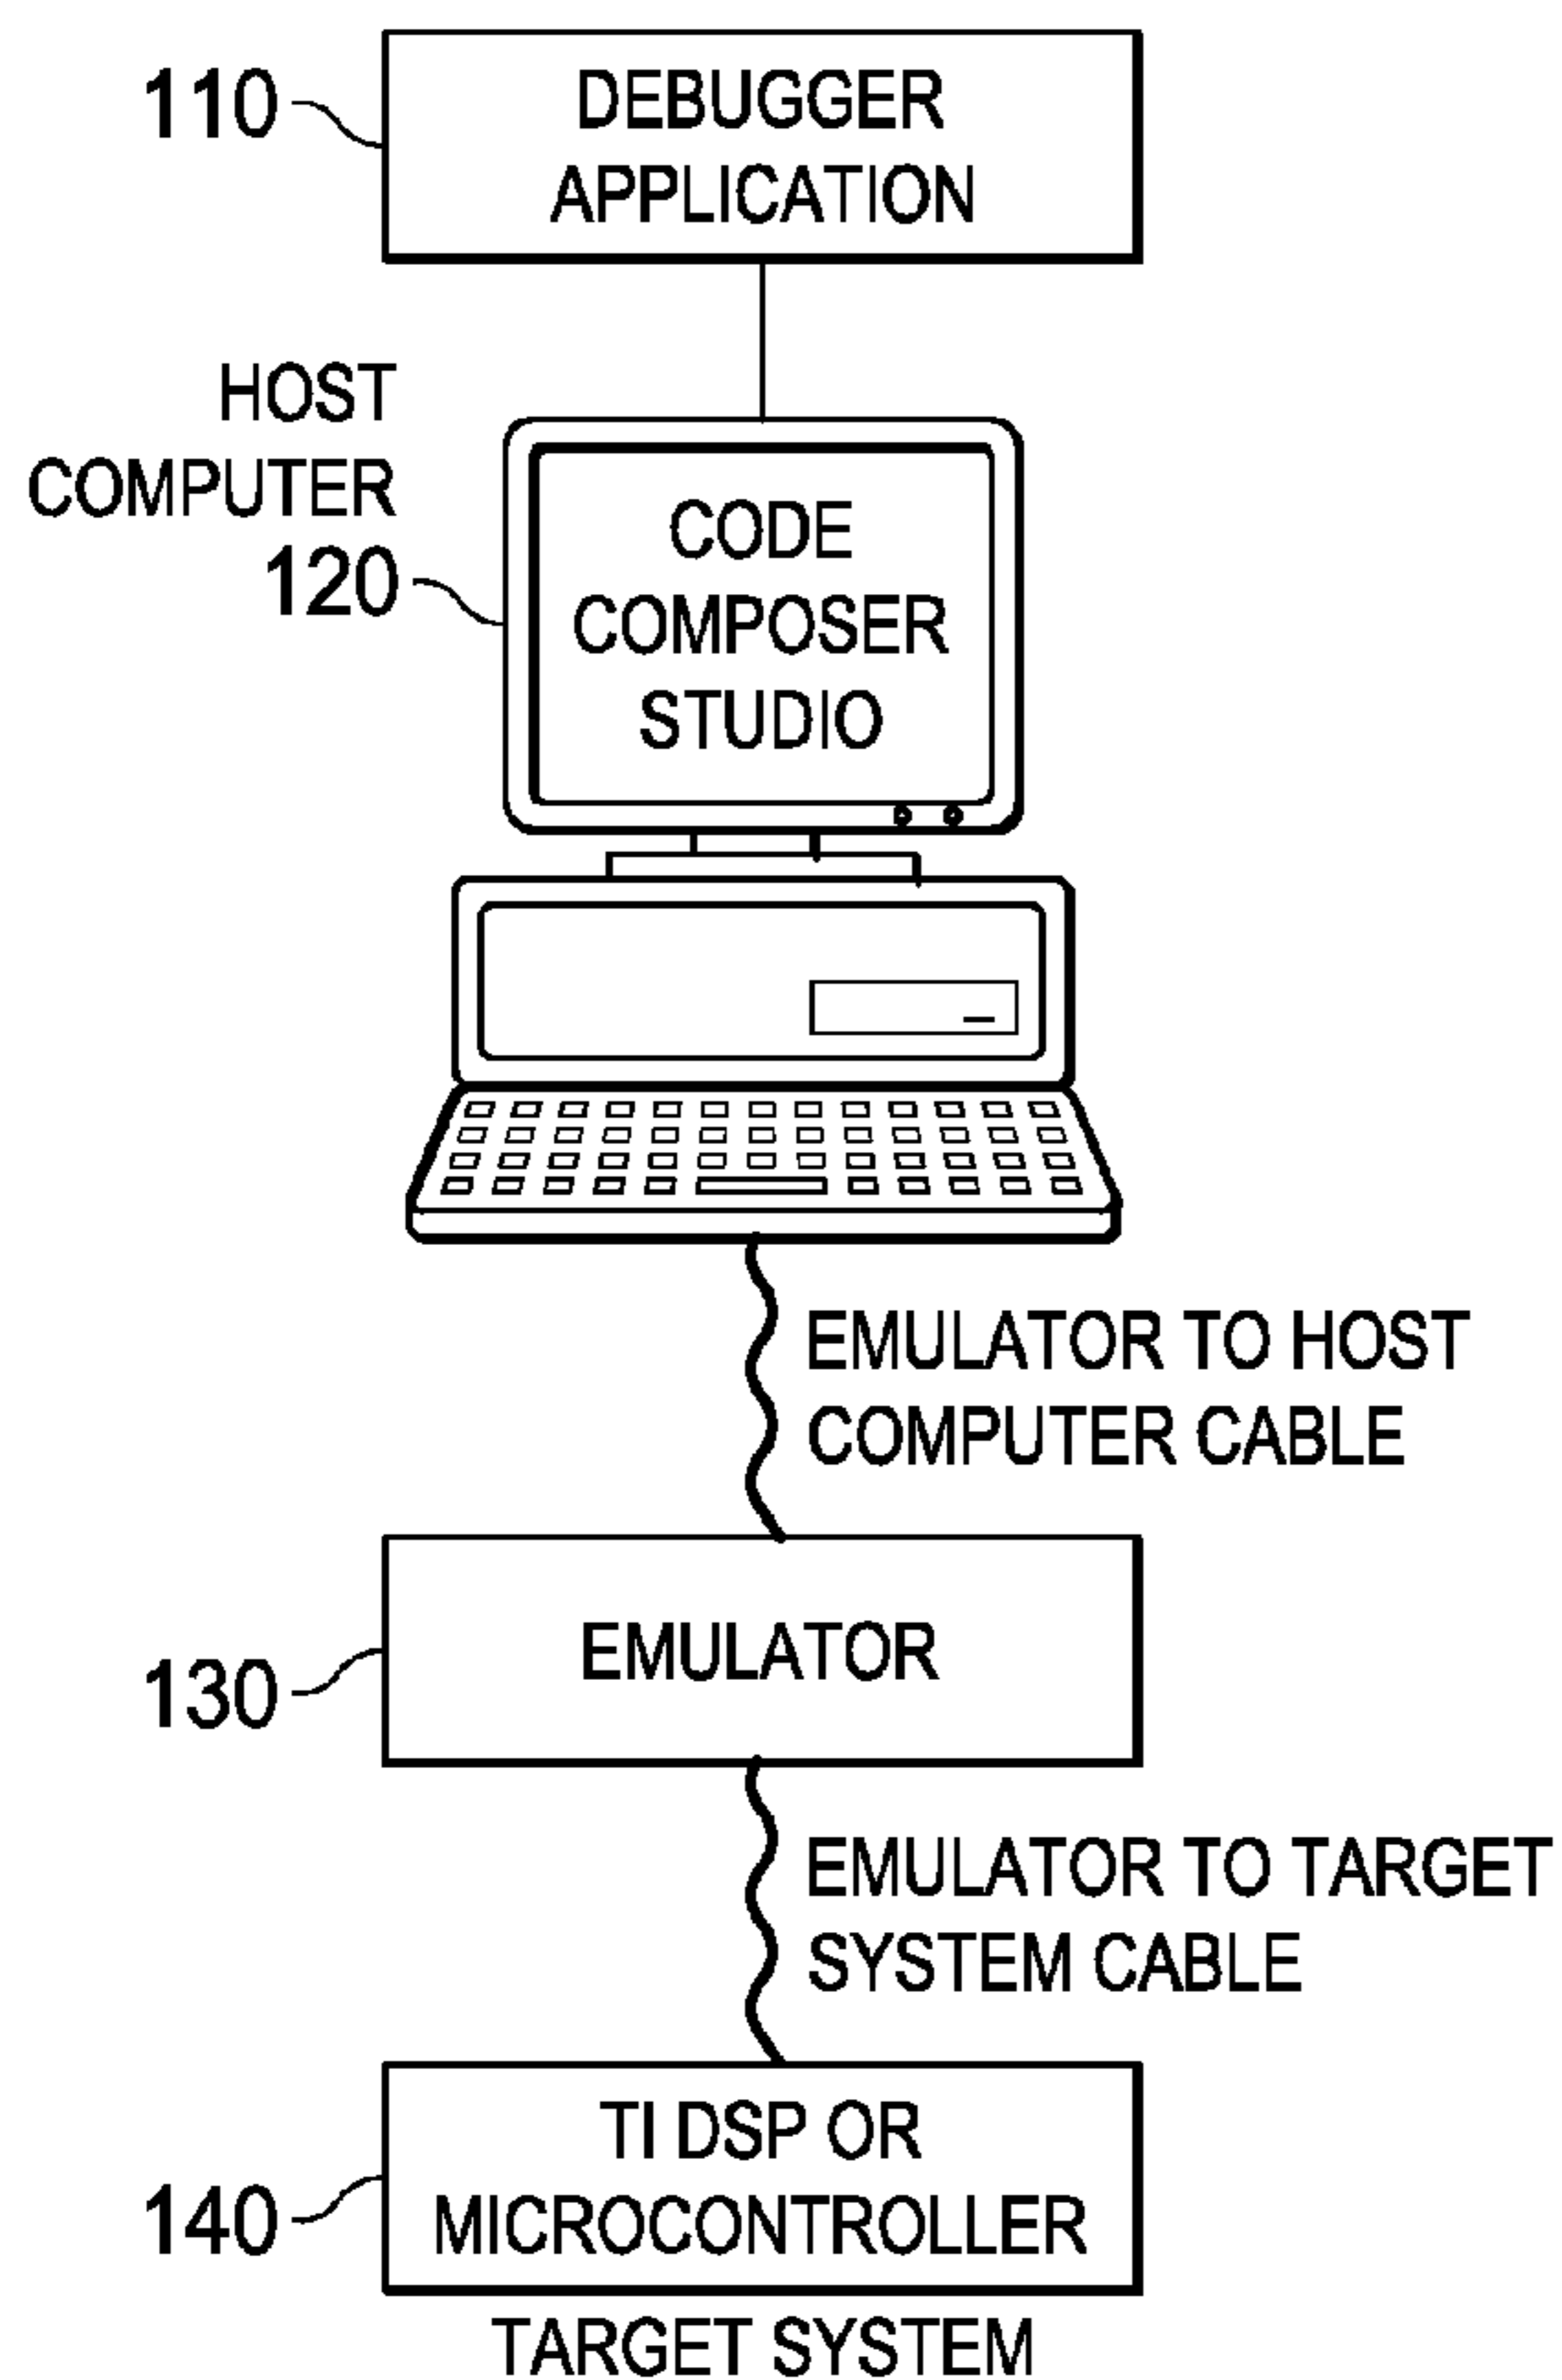 110
DEBUGGER
APPLICATION
HOST
COMPUTER
120
CODE
COMPOSER
STUDIO
EMULATOR TO HOST
COMPUTER CABLE
130
EMULATOR
EMULATOR TO TARGET
SYSTEM CABLE
140
TI DSP OR
MICROCONTROLLER
TARGET SYSTEM